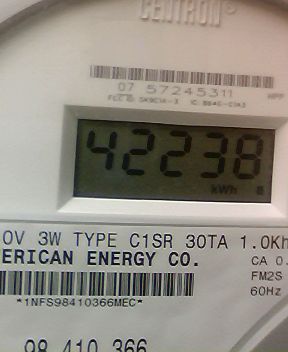 CENTRON®
07 57245311
42238
kWh
0V 3W TYPE C1SR 30TA 1.0Kh
ERICAN ENERGY CO.
CA 0.
FM2S
60Hz
*1NFS98410366MEC*
98 410 366